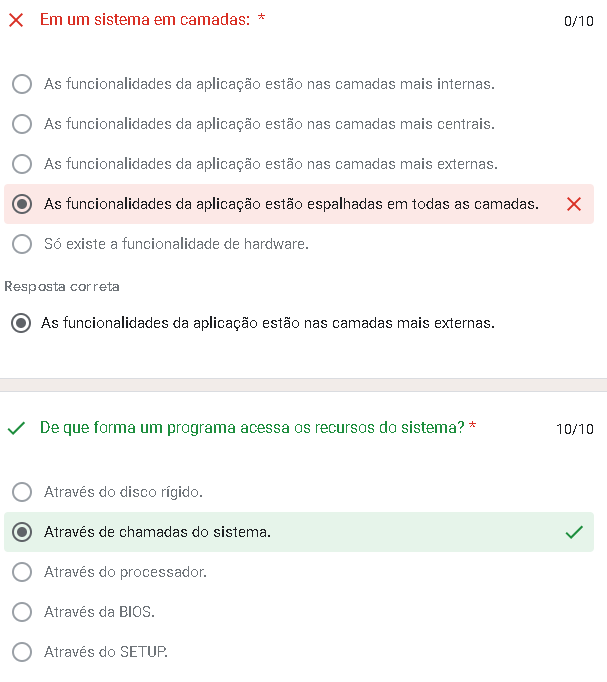 Em um sistema em camadas: * 0/10
As funcionalidades da aplicação estão nas camadas mais internas.
As funcionalidades da aplicação estão nas camadas mais centrais.
As funcionalidades da aplicação estão nas camadas mais externas.
As funcionalidades da aplicação estão espalhadas em todas as camadas.
Só existe a funcionalidade de hardware.
Resposta correta
As funcionalidades da aplicação estão nas camadas mais externas.
De que forma um programa acessa os recursos do sistema? * 10/10
Através do disco rígido.
Através de chamadas do sistema.
Através do processador.
Através da BIOS.
Através do SETUP.